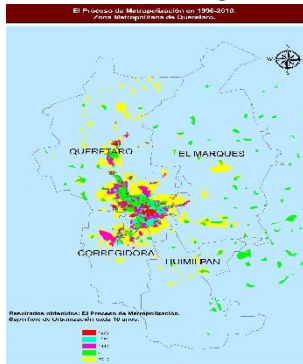 El Proceso de Metropolización en 1990-2010.
Zona Metropolitana de Querétaro.
QUERETARO
EL MARQUES
CORREGIDORA
HUIMILPAN
Resultados obtenidos: El Proceso de Metropolización.
Superficie de Urbanización cada 10 años.